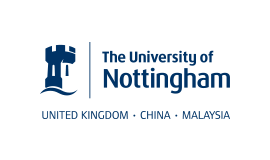 The University of
Nottingham
UNITED KINGDOM · CHINA · MALAYSIA